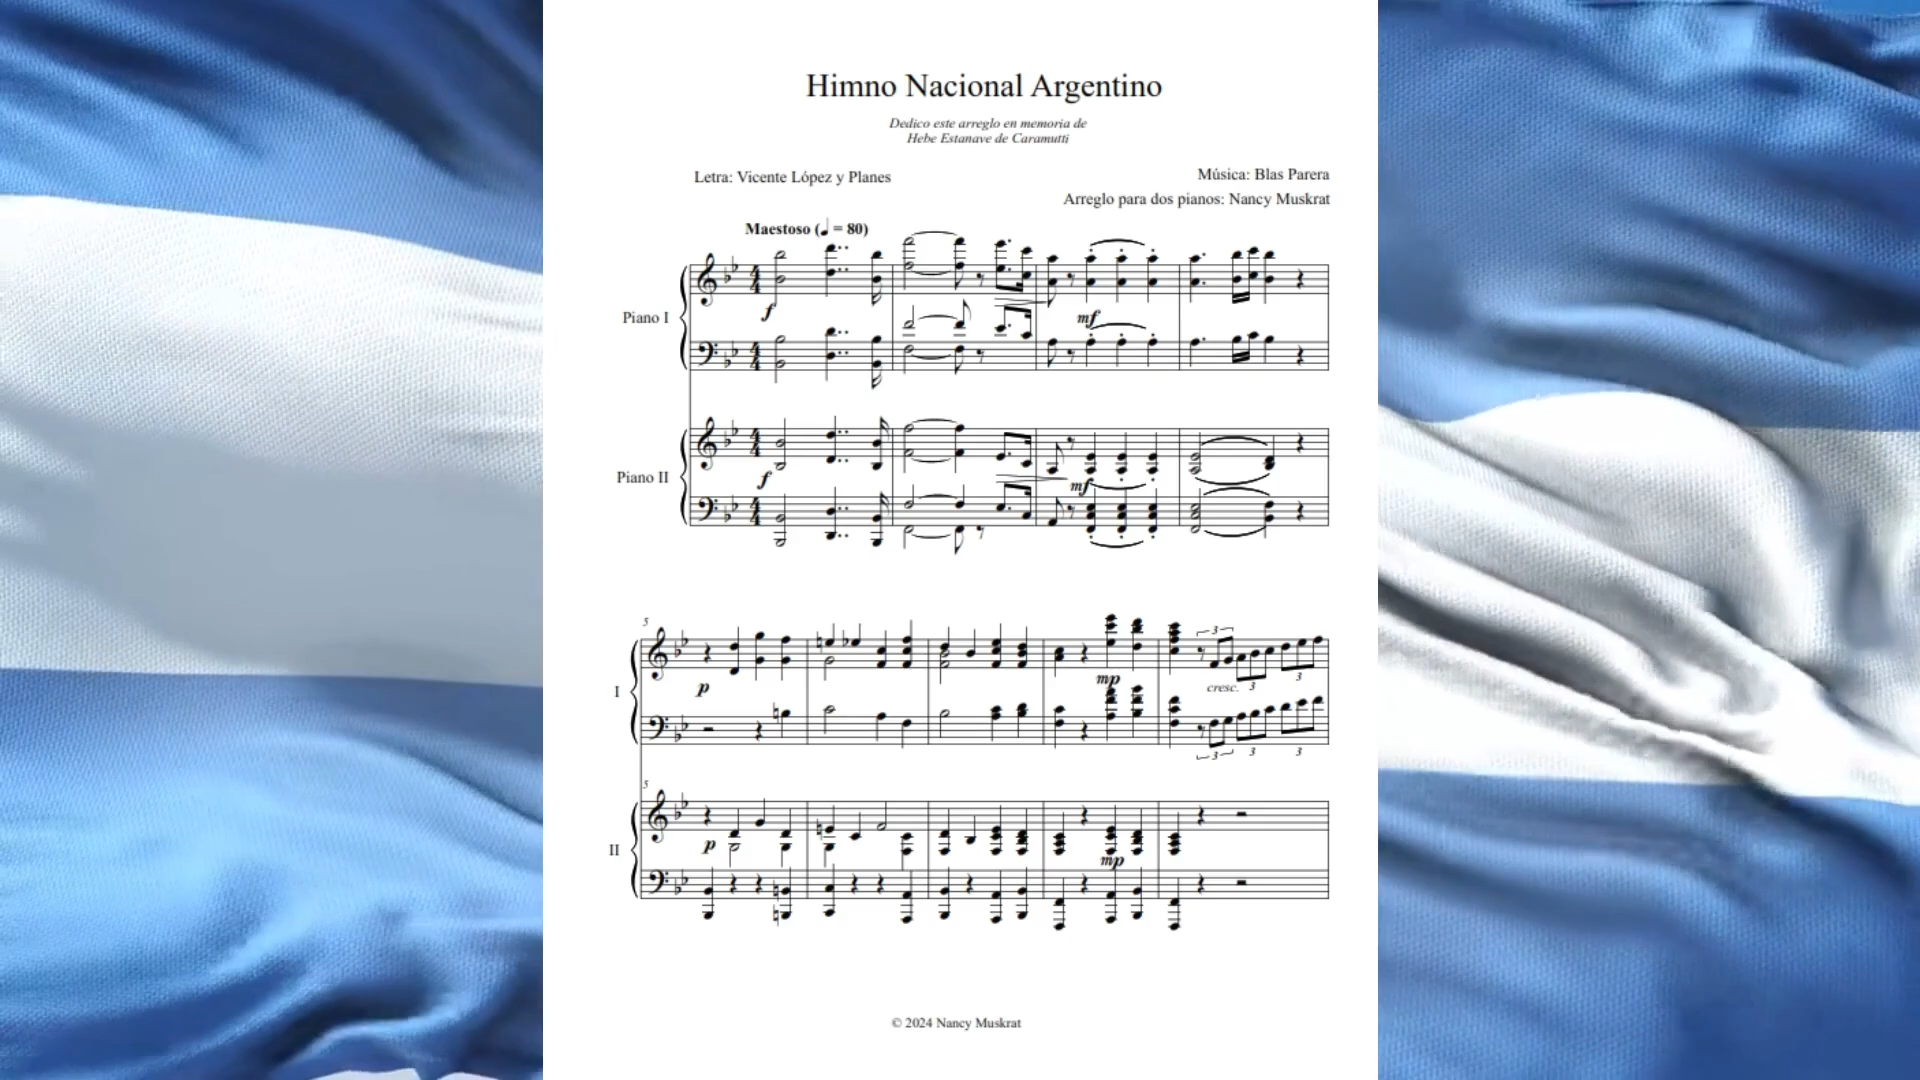 Himno Nacional Argentino
Dedico este arreglo en memoria de
Hebe Estanave de Caramutti
Letra: Vicente López y Planes
Música: Blas Parera
Arreglo para dos pianos: Nancy Muskrat
Maestoso (♩ = 80)
Piano I
f
mf
Piano II
f
mf
5
3
I
p
mp
cresc.
3
3
3
3
3
5
II
p
mp
© 2024 Nancy Muskrat